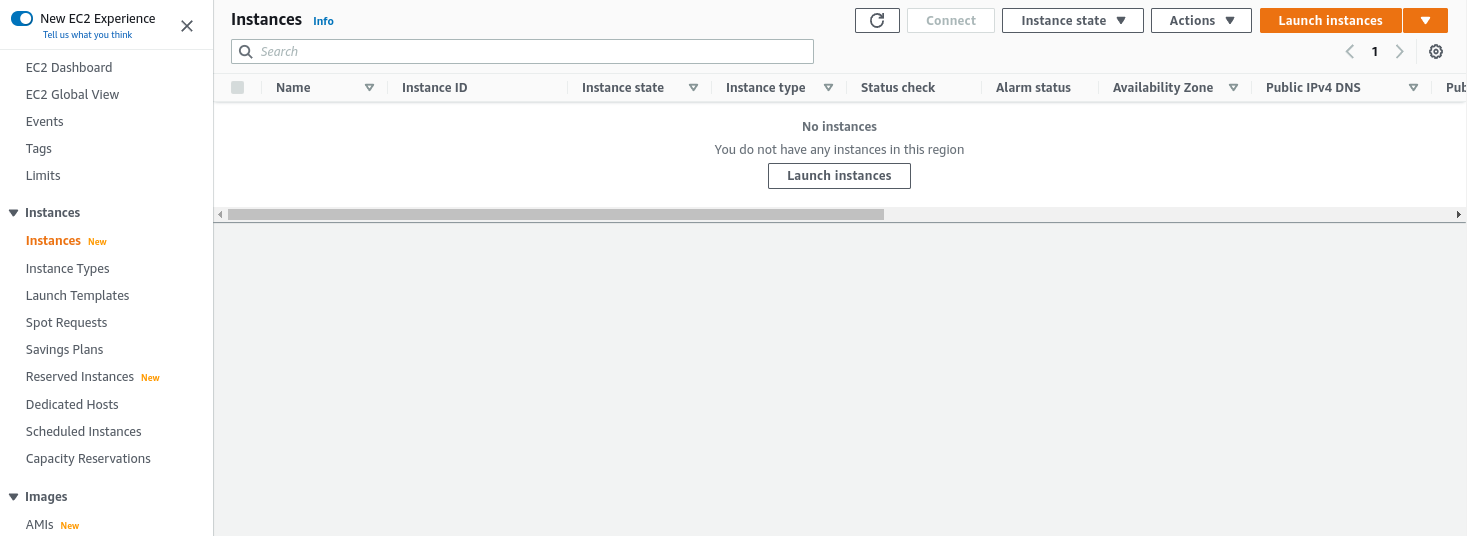 New EC2 Experience
Tell us what you think
EC2 Dashboard
EC2 Global View
Events
Tags
Limits
Instances
Instances New
Instance Types
Launch Templates
Spot Requests
Savings Plans
Reserved Instances New
Dedicated Hosts
Scheduled Instances
Capacity Reservations
Images
AMIs New
Instances Info
Connect Instance state Actions Launch instances
Search
1
Name Instance ID Instance state Instance type Status check Alarm status Availability Zone Public IPv4 DNS
No instances
You do not have any instances in this region
Launch instances